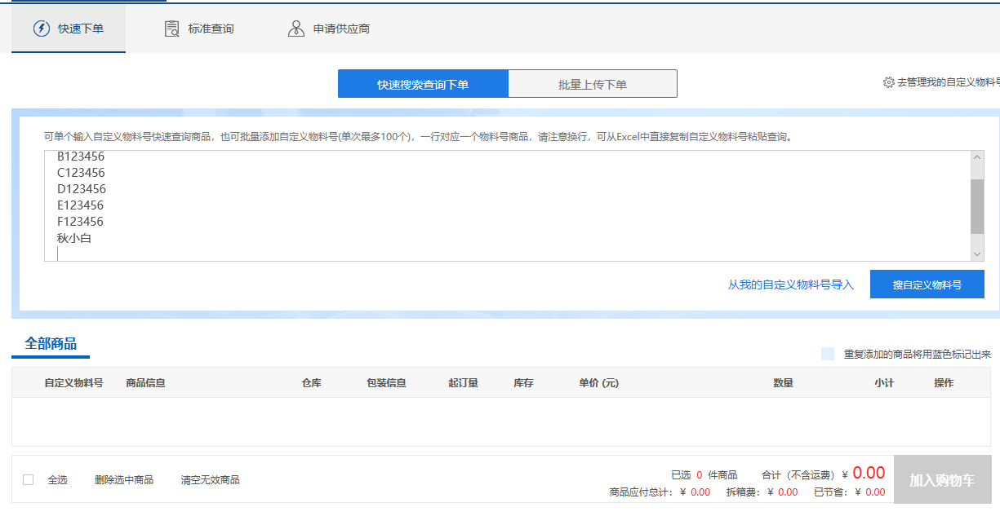 快速下单 标准查询 申请供应商
快速搜索查询下单 批量上传下单 去管理我的自定义物料号
可单个输入自定义物料号快速查询商品，也可批量添加自定义物料号(单次最多100个)，一行对应一个物料号商品，请注意换行，可从Excel中直接复制自定义物料号粘贴查询。
B123456
C123456
D123456
E123456
F123456
秋小白
从我的自定义物料号导入 搜自定义物料号
全部商品
重复添加的商品将用蓝色标记出来
自定义物料号 商品信息 仓库 包装信息 起订量 库存 单价 (元) 数量 小计 操作
全选 删除选中商品 清空无效商品
已选 0 件商品 合计（不含运费）¥ 0.00
商品应付总计：¥ 0.00 拆箱费：¥ 0.00 已节省：¥ 0.00
加入购物车